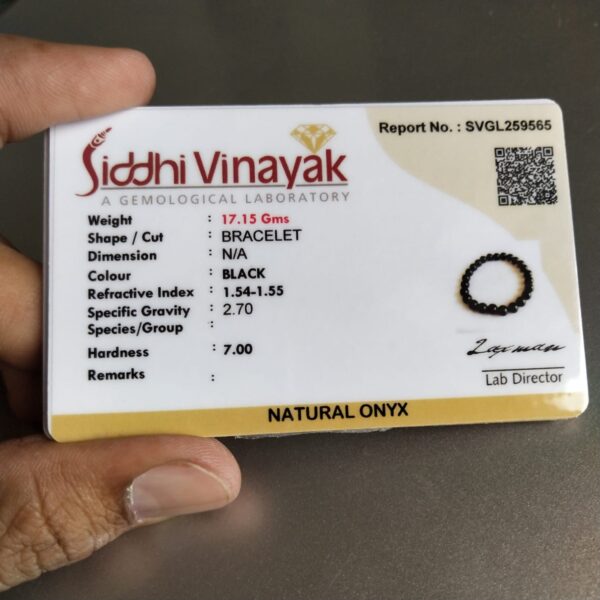 Siddhi Vinayak
A GEMOLOGICAL LABORATORY
Report No. : SVGL259565
Weight : 17.15 Gms
Shape / Cut : BRACELET
Dimension : N/A
Colour : BLACK
Refractive Index : 1.54-1.55
Specific Gravity : 2.70
Species/Group :
Hardness : 7.00
Remarks :
Laxman
Lab Director
NATURAL ONYX